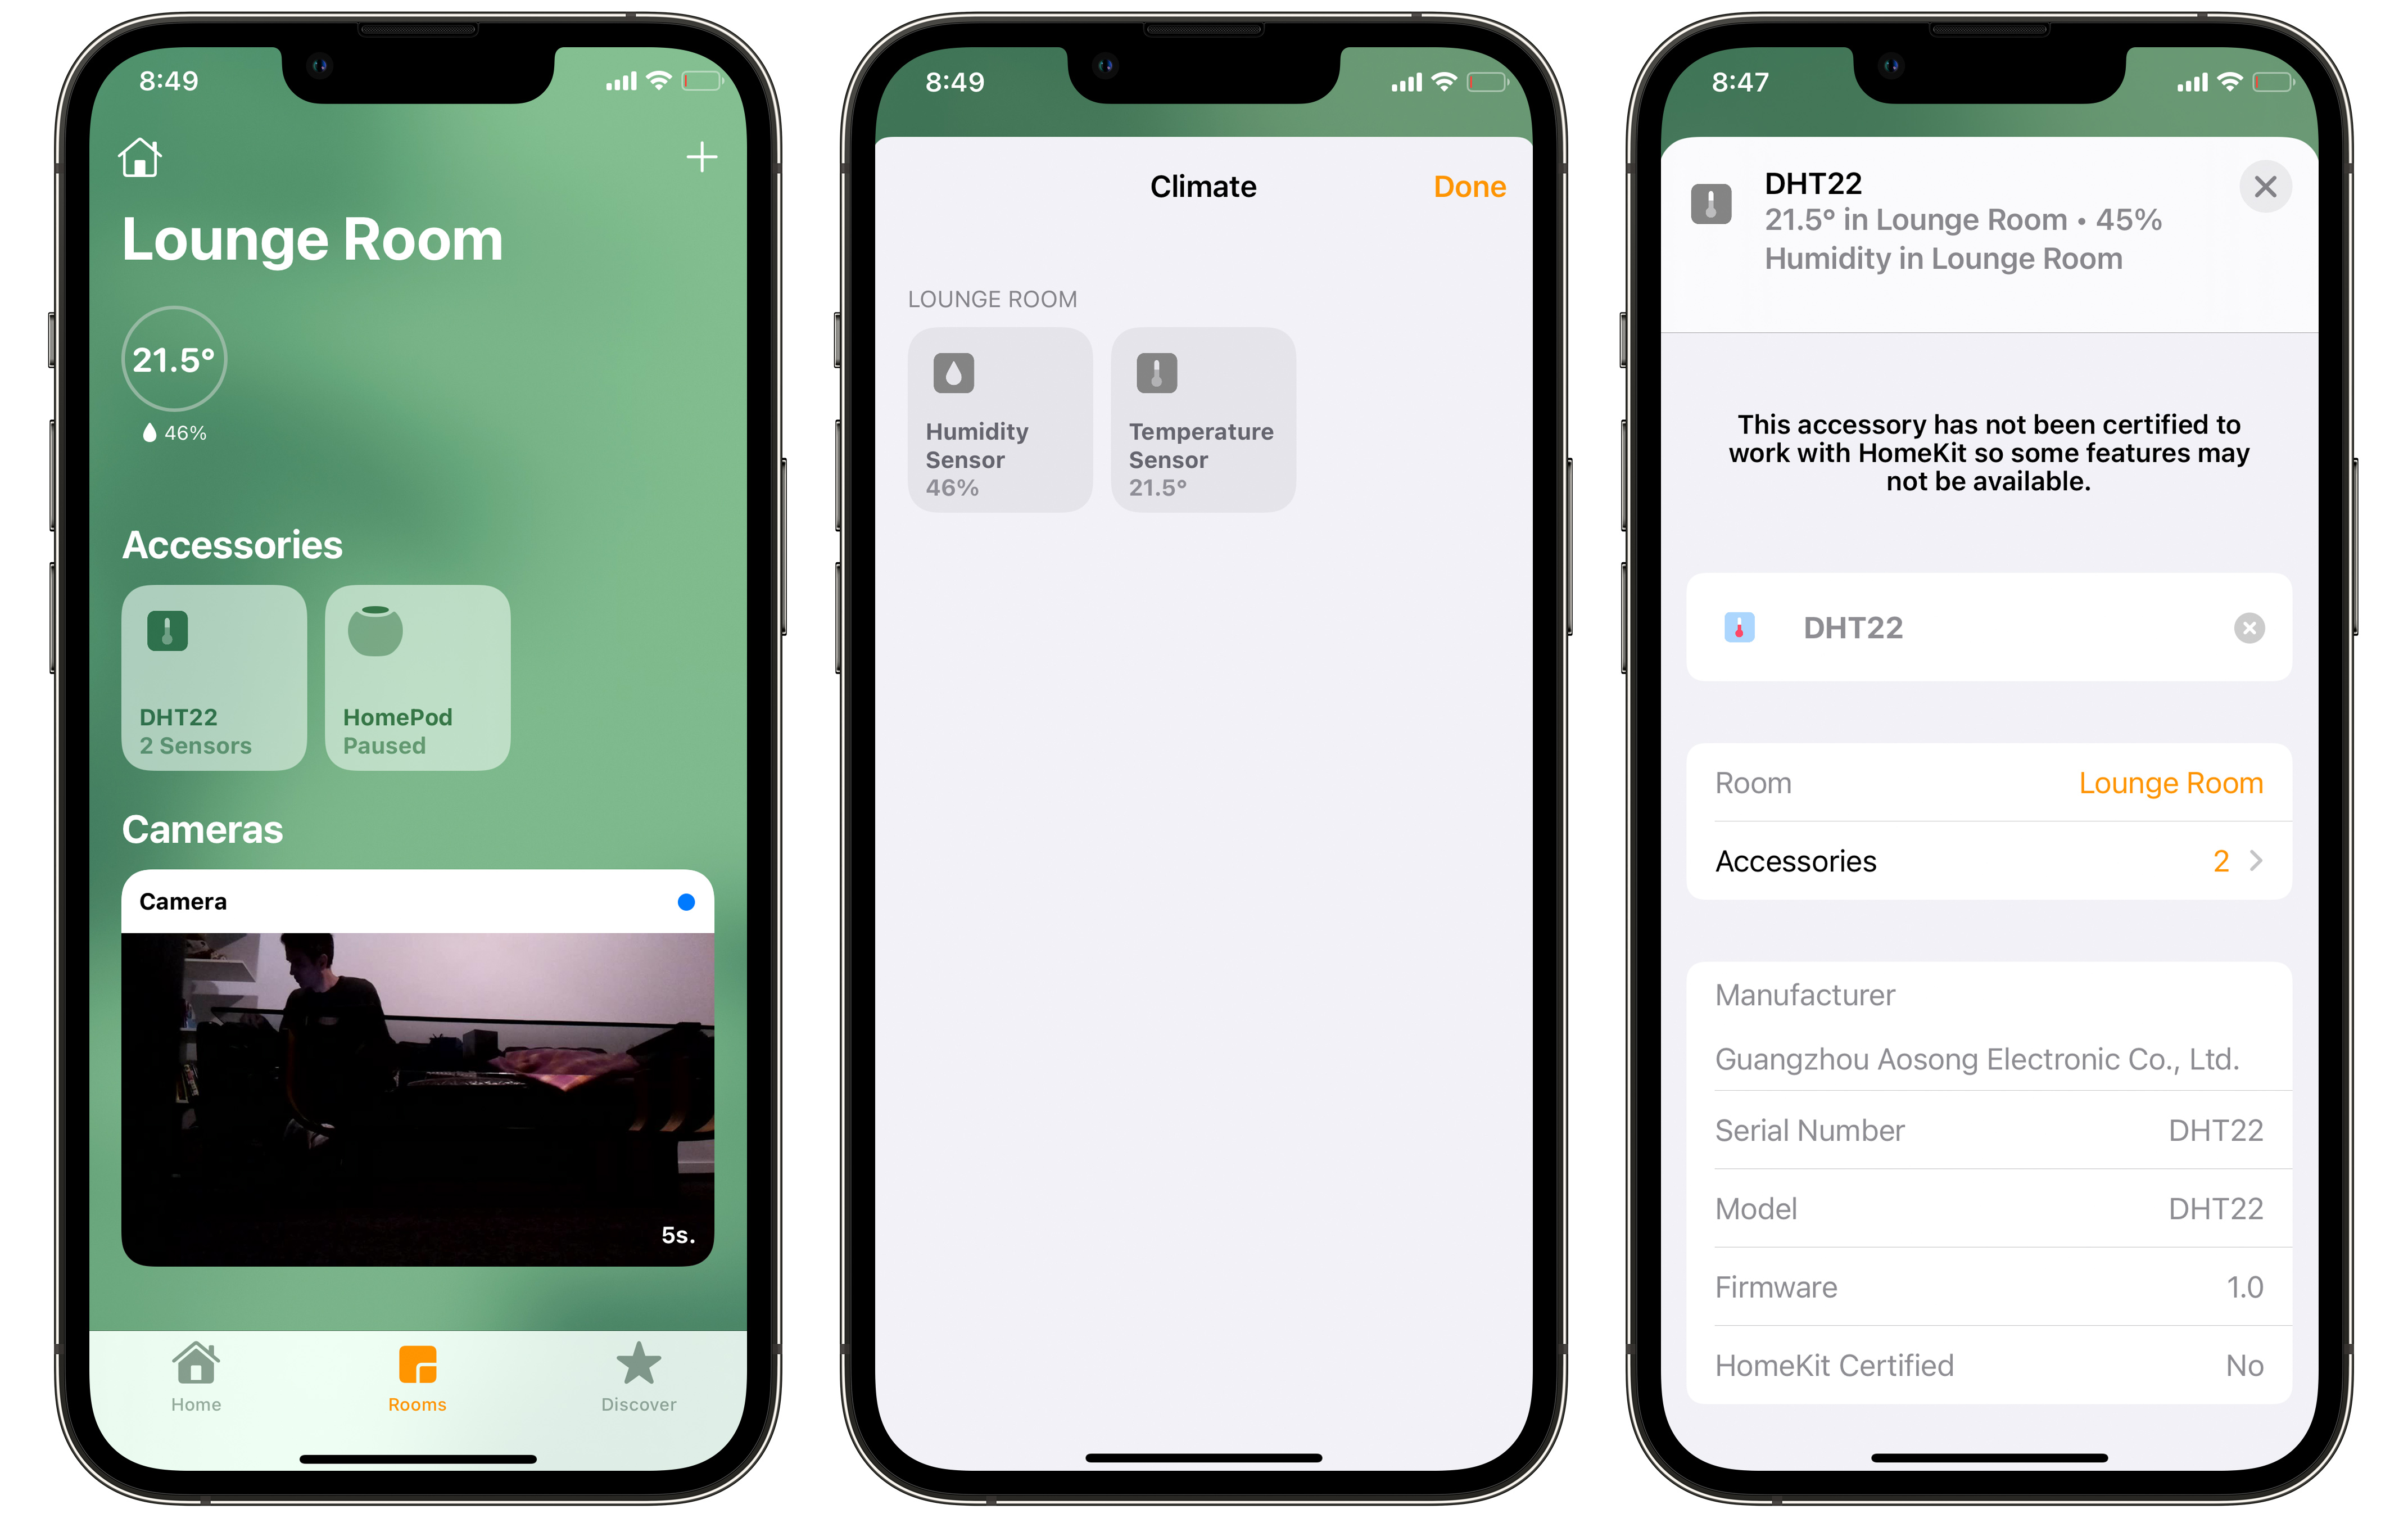 8:49
Lounge Room
21.5°
46%
Accessories
DHT22
2 Sensors
HomePod
Paused
Cameras
Camera
5s.
Home
Rooms
Discover
8:49
Climate
Done
LOUNGE ROOM
Humidity
Sensor
46%
Temperature
Sensor
21.5°
8:47
DHT22
21.5° in Lounge Room • 45%
Humidity in Lounge Room
This accessory has not been certified to
work with HomeKit so some features may
not be available.
DHT22
Room Lounge Room
Accessories 2
Manufacturer
Guangzhou Aosong Electronic Co., Ltd.
Serial Number DHT22
Model DHT22
Firmware 1.0
HomeKit Certified No